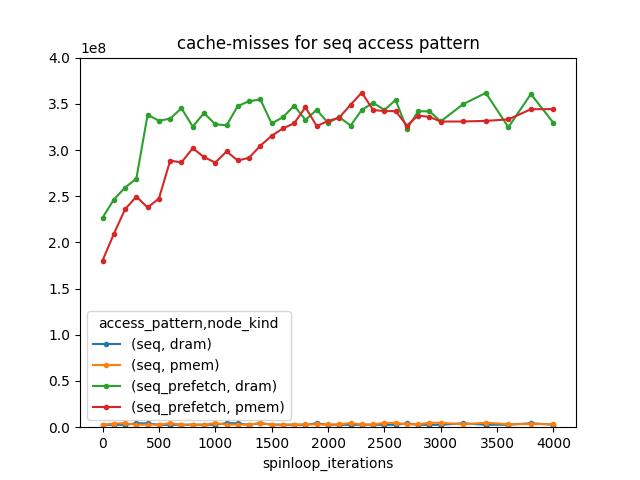 cache-misses for seq access pattern
1e8
4.0
3.5
3.0
2.5
2.0
1.5
1.0
0.5
0.0
access_pattern,node_kind
(seq, dram)
(seq, pmem)
(seq_prefetch, dram)
(seq_prefetch, pmem)
0 500 1000 1500 2000 2500 3000 3500 4000
spinloop_iterations